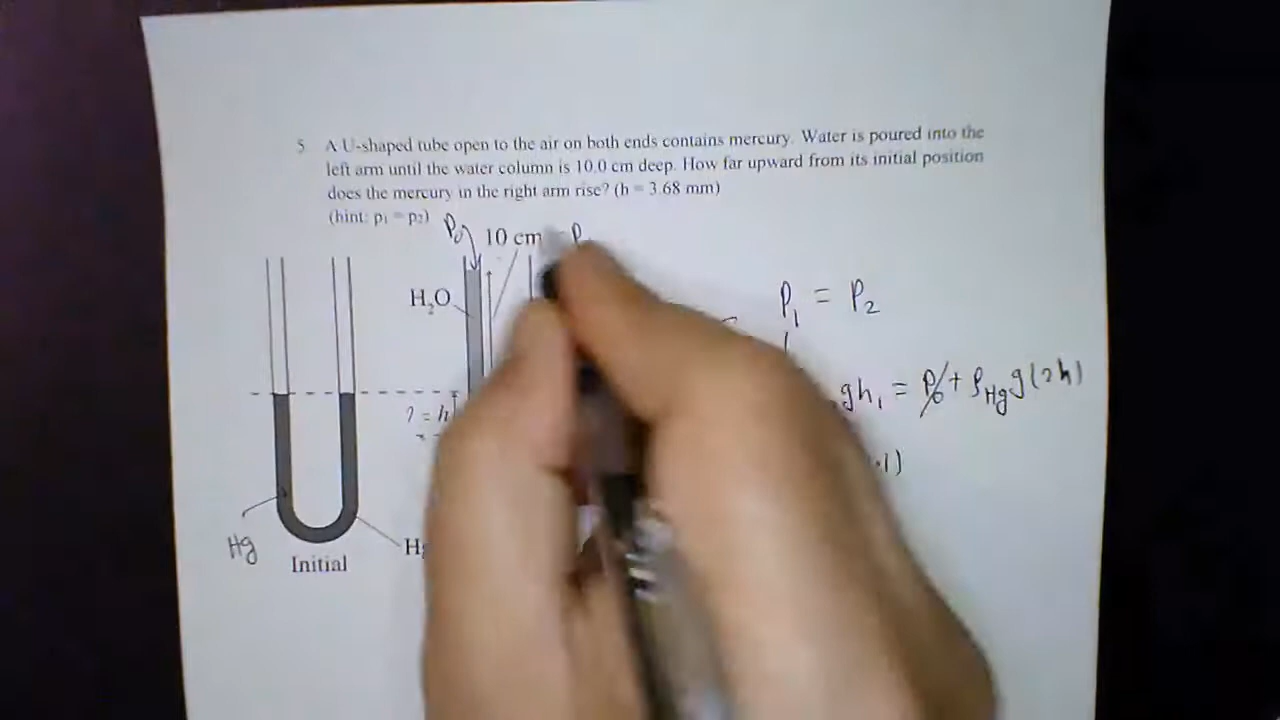 5. A U-shaped tube open to the air on both ends contains mercury. Water is poured into the
left arm until the water column is 10.0 cm deep. How far upward from its initial position
does the mercury in the right arm rise? (h = 3.68 mm)
(hint: p₁ = p₂)
P₀
10 cm
P
H₂O
P₁ = P₂
? = h
gh₁ = P₀ + ρHg g(2h)
.1)
Hg
H
Initial